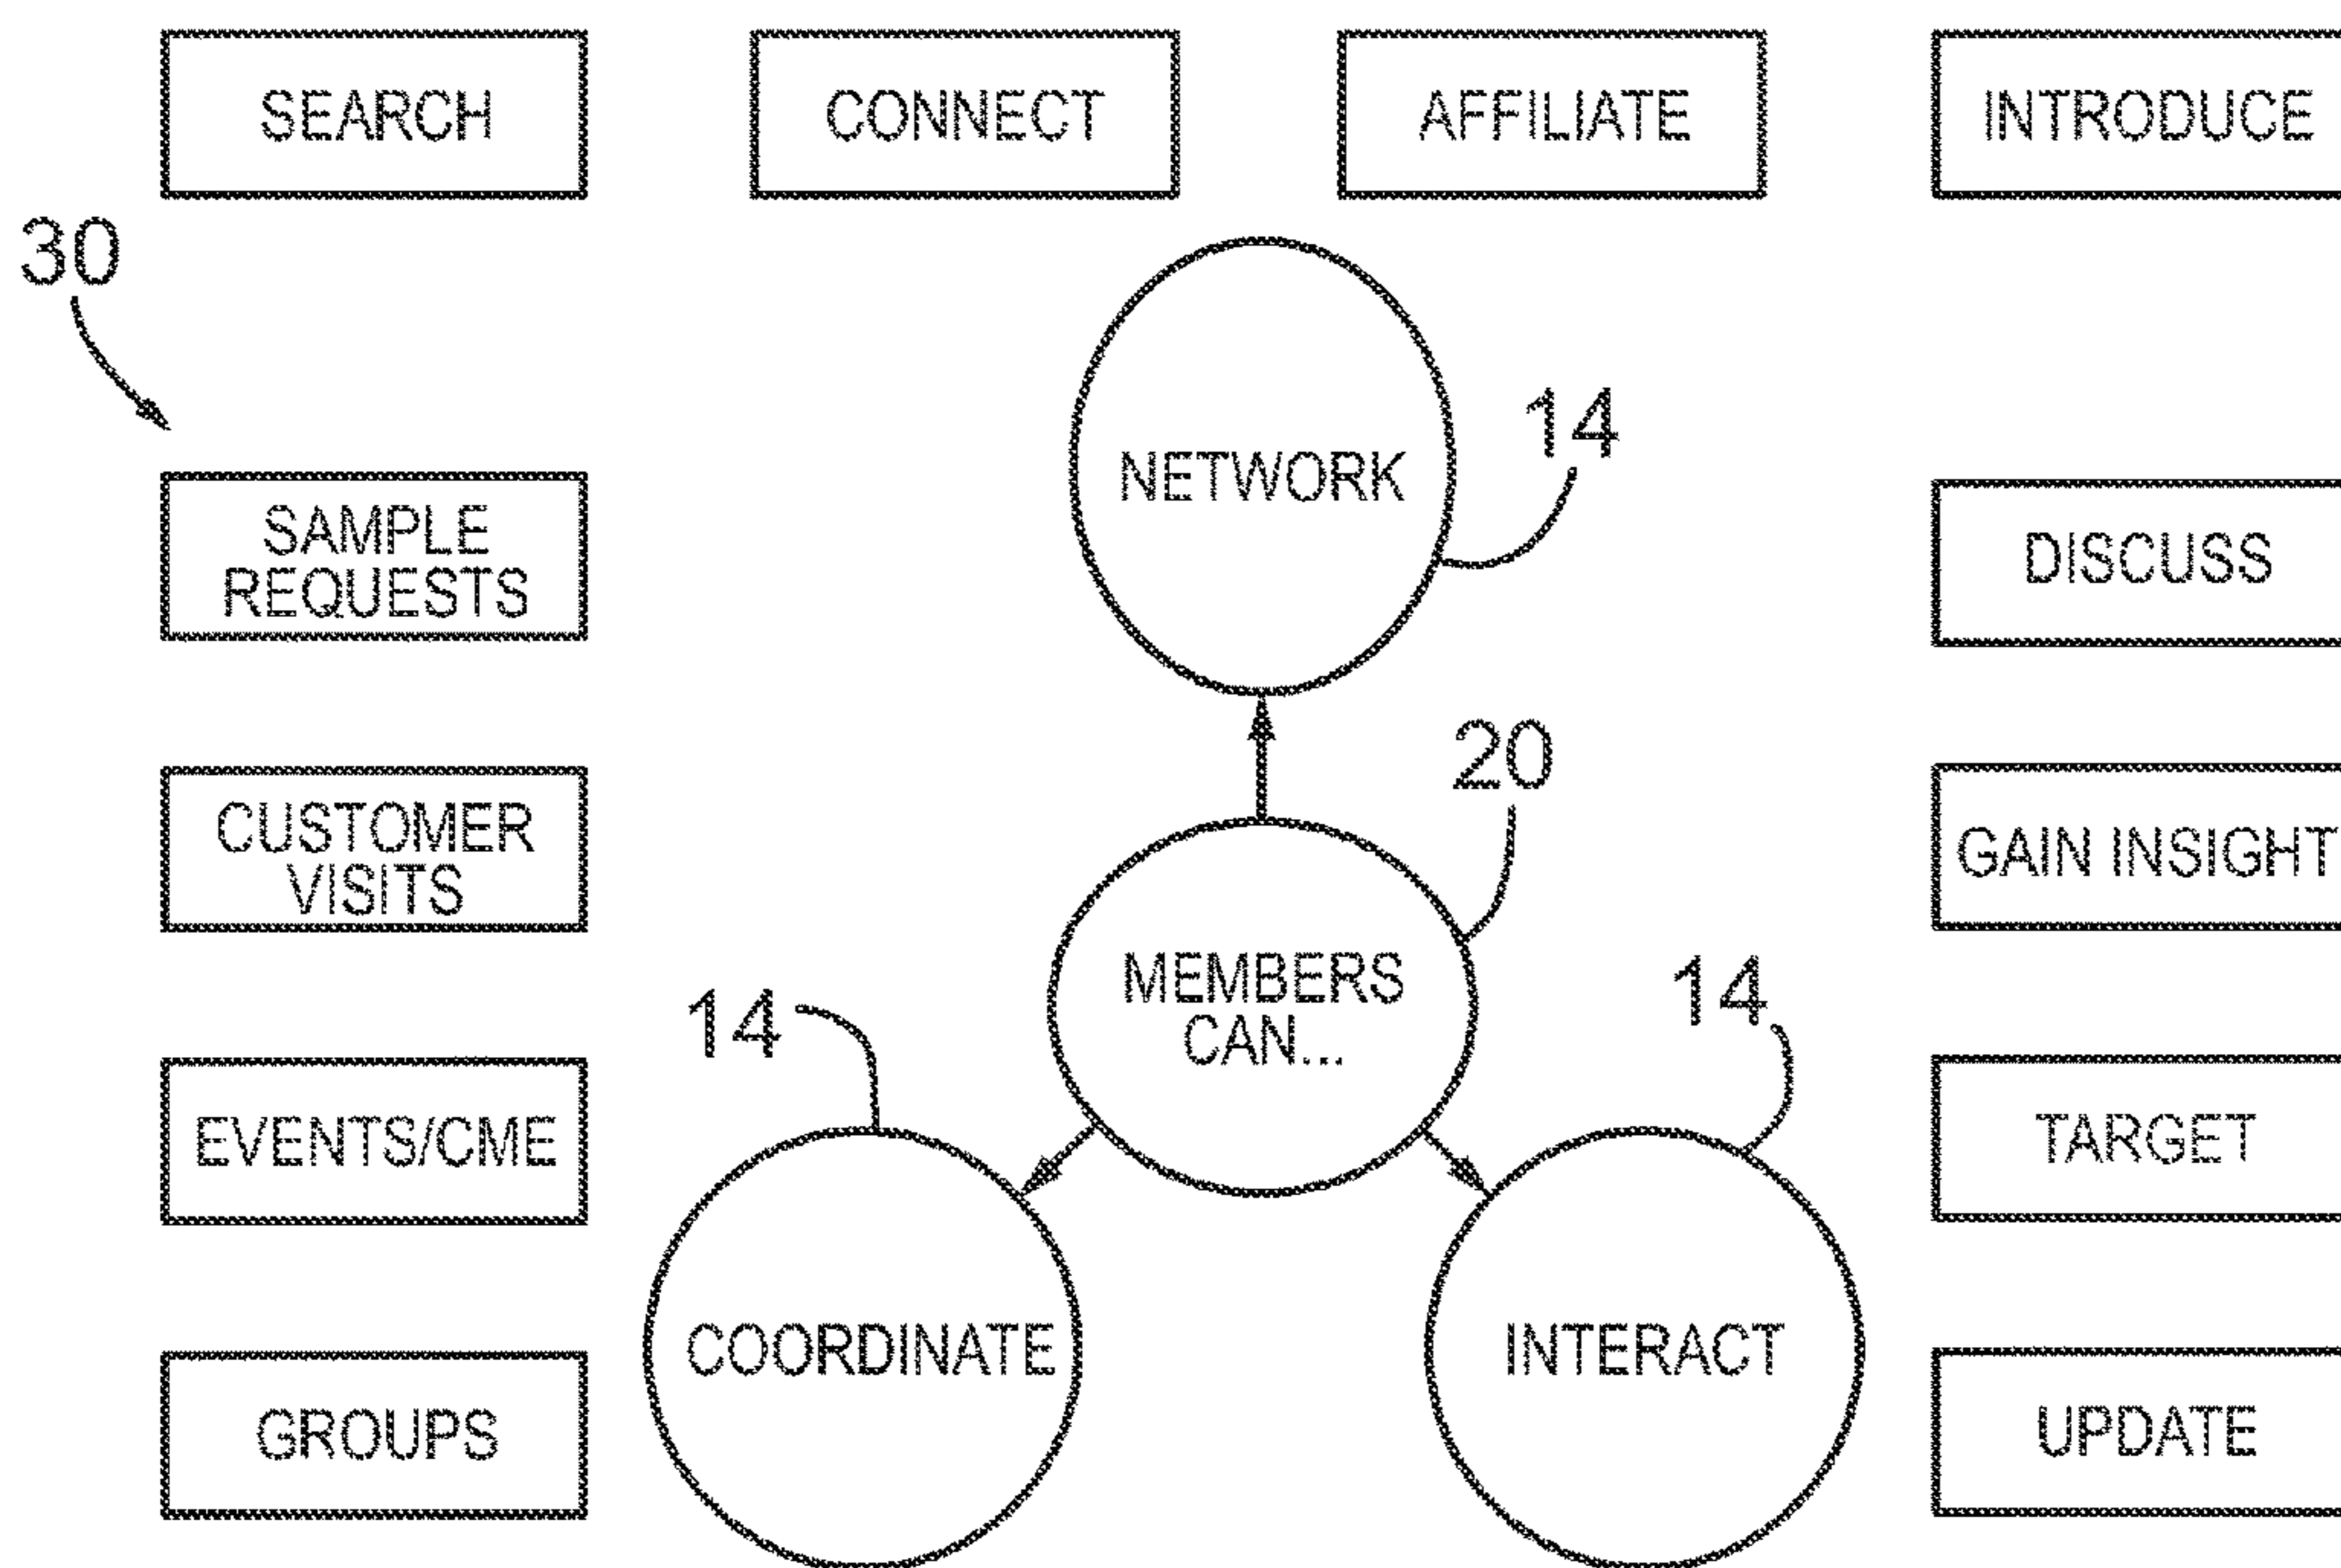 SEARCH
CONNECT
AFFILIATE
INTRODUCE
30
NETWORK
14
SAMPLE
REQUESTS
DISCUSS
20
CUSTOMER
VISITS
GAIN INSIGHT
MEMBERS
CAN...
14
14
EVENTS/CME
TARGET
COORDINATE
INTERACT
GROUPS
UPDATE